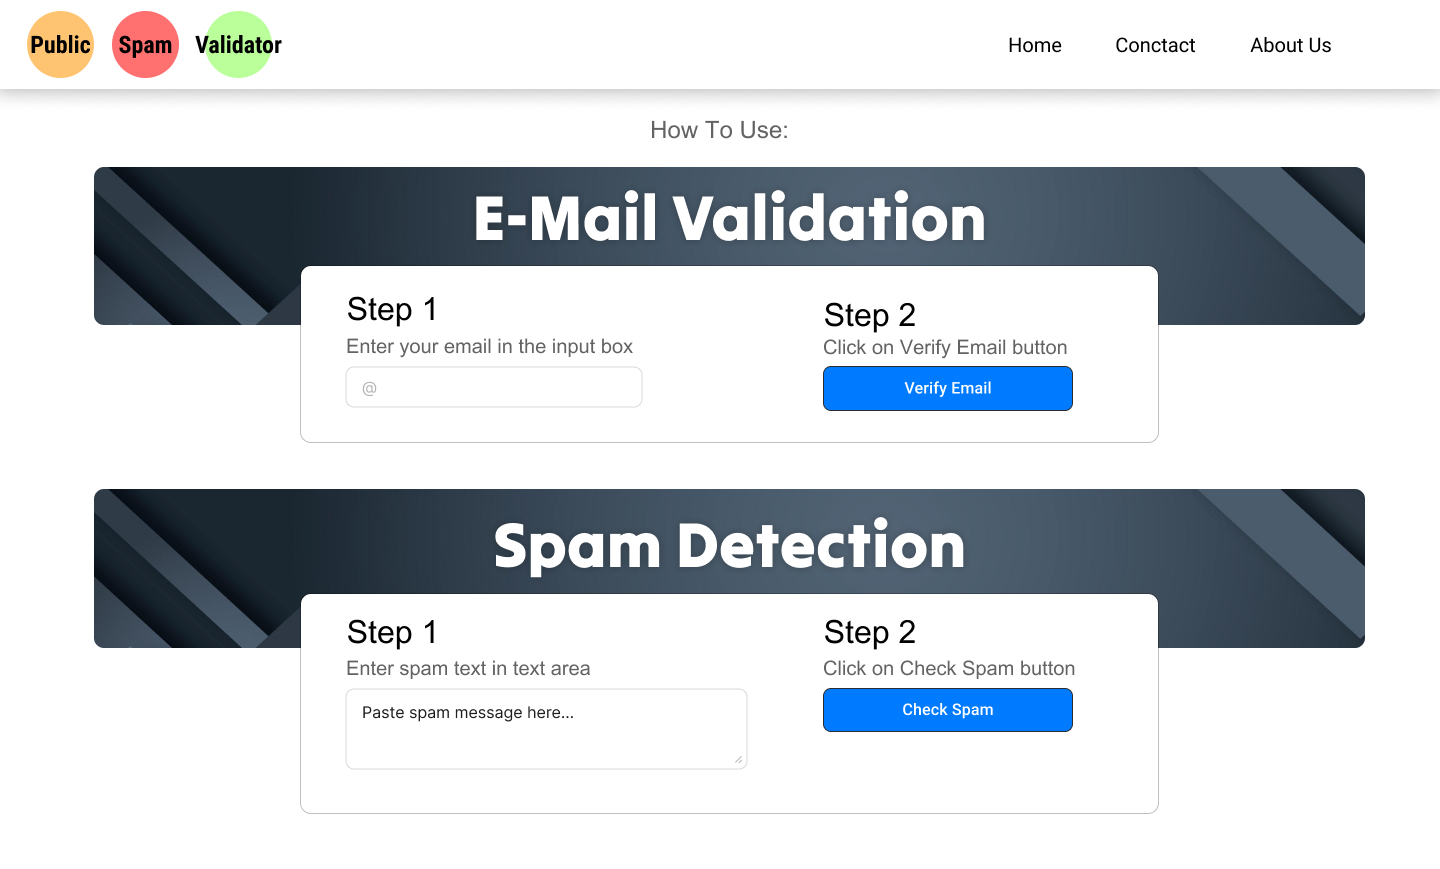 Public Spam Validator Home Conctact About Us
How To Use:
E-Mail Validation
Step 1
Enter your email in the input box
@
Step 2
Click on Verify Email button
Verify Email
Spam Detection
Step 1
Enter spam text in text area
Paste spam message here...
Step 2
Click on Check Spam button
Check Spam